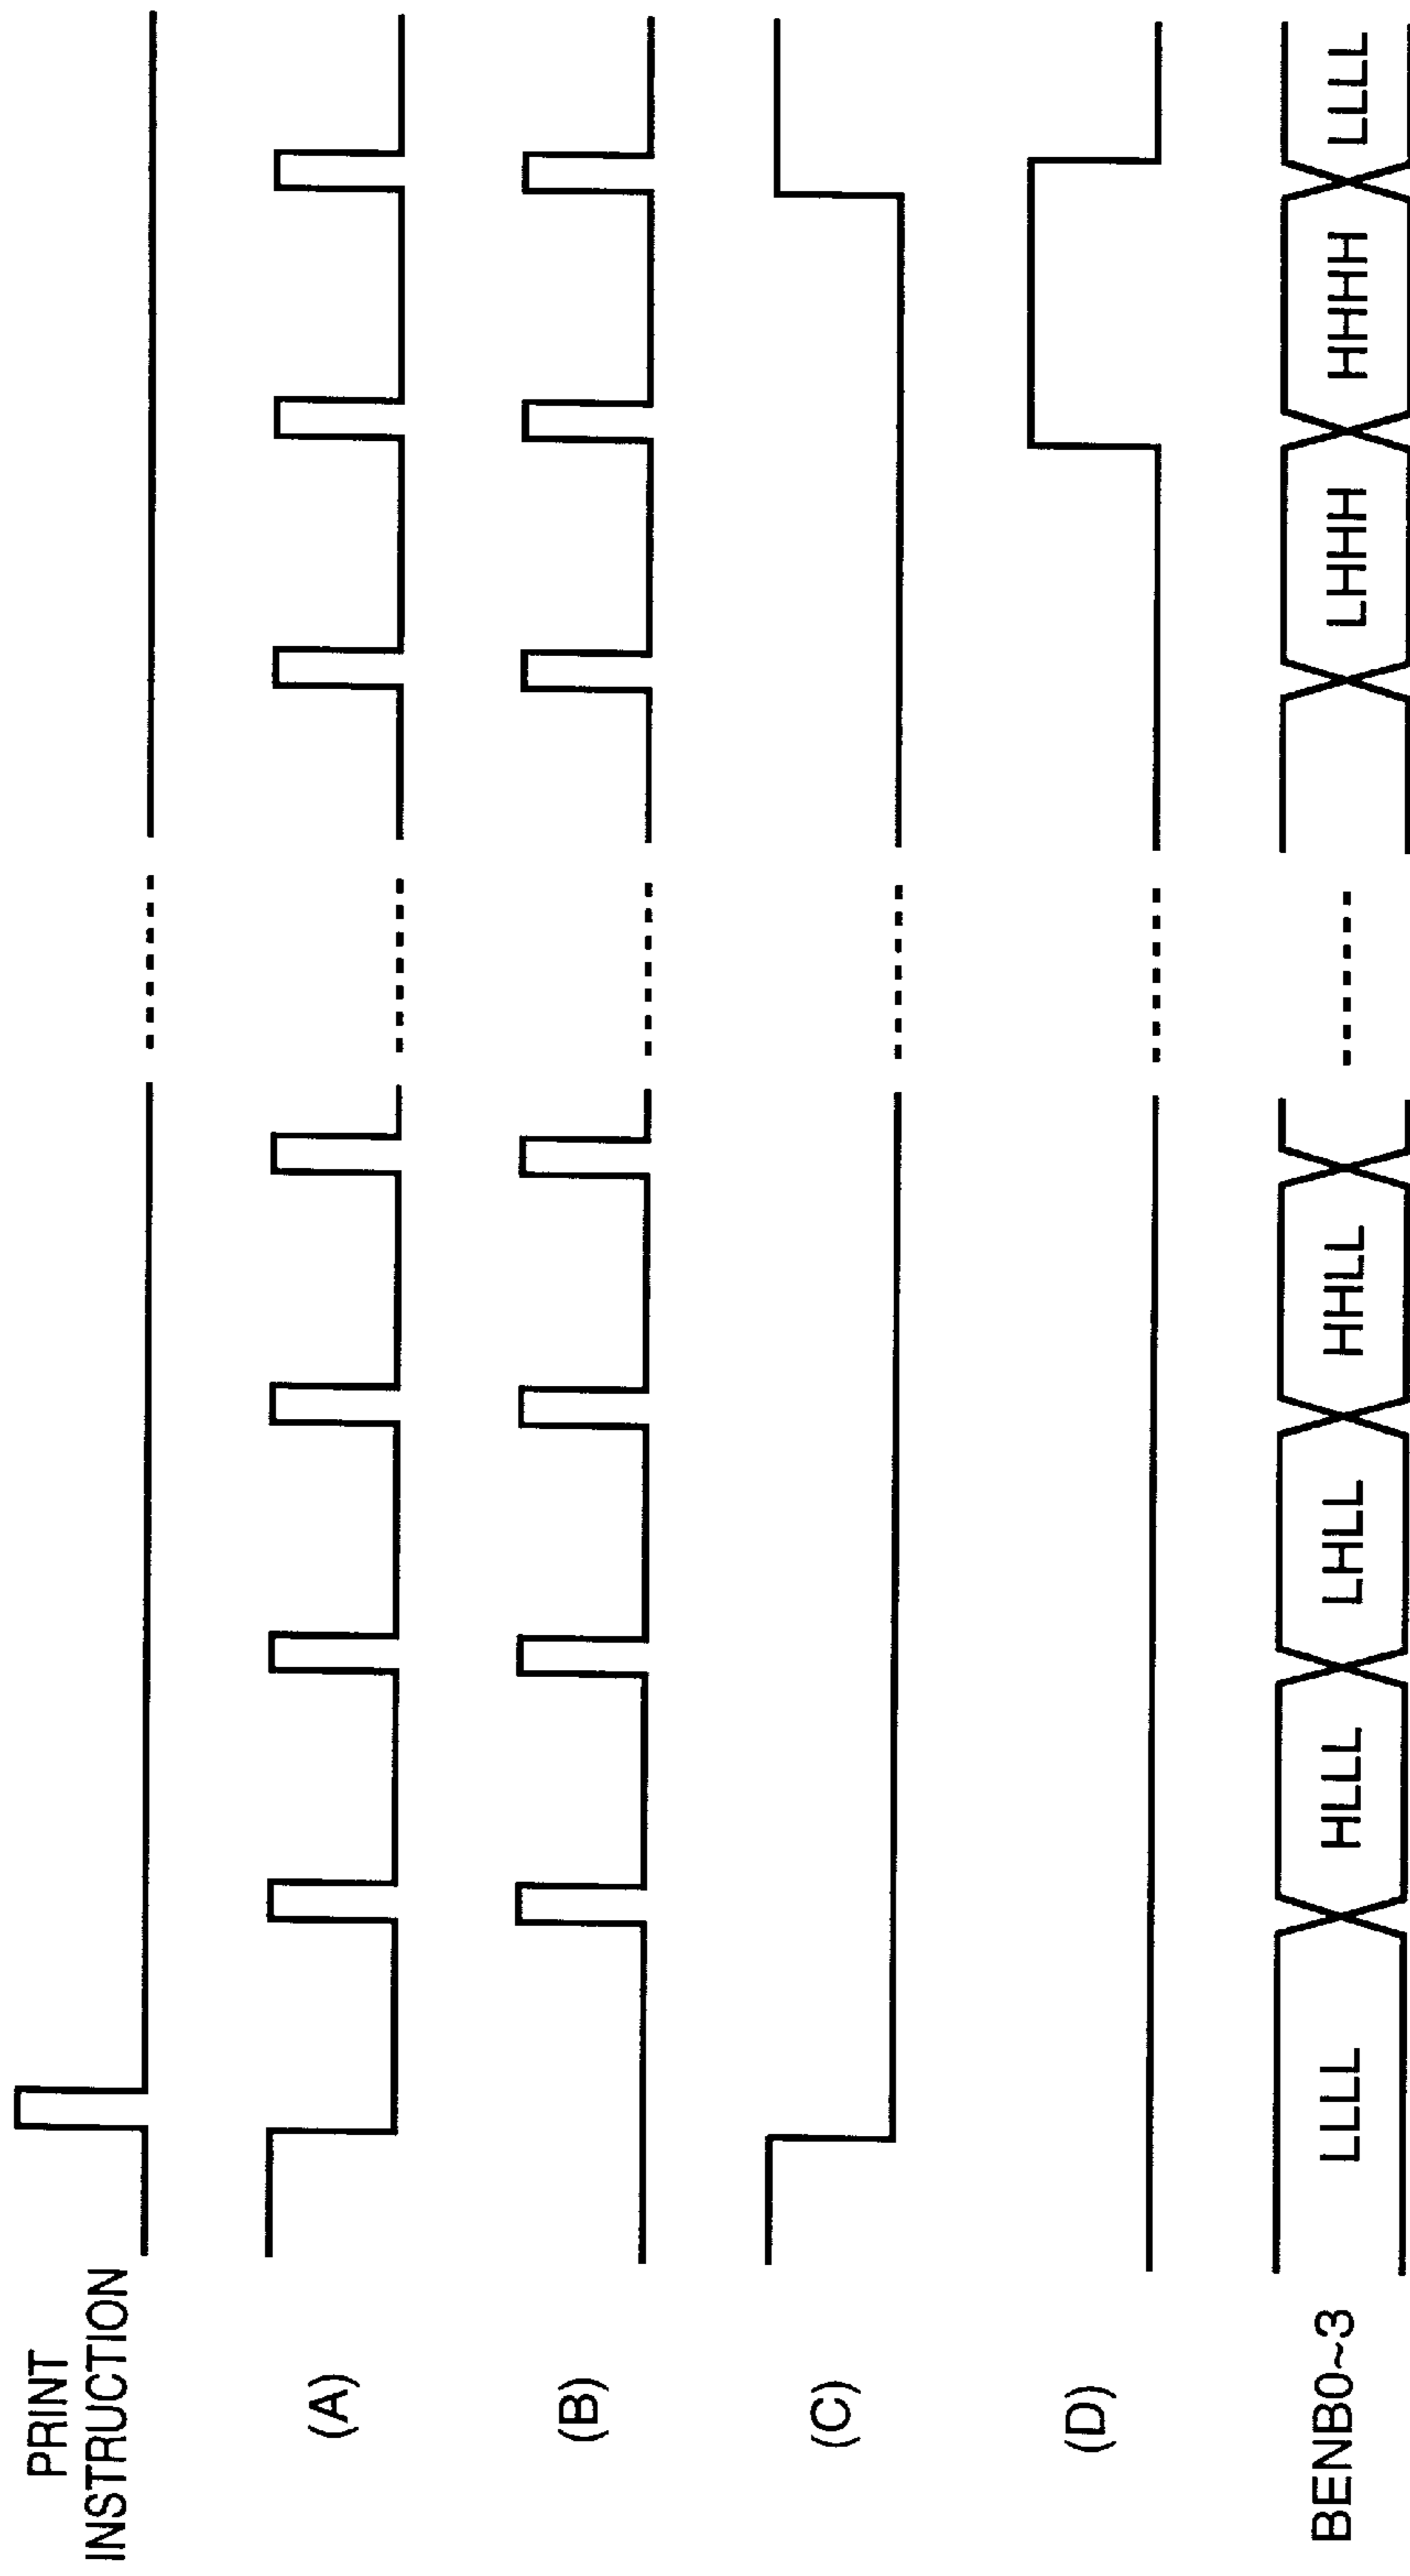 PRINT
INSTRUCTION
(A)
(B)
(C)
(D)
BENB0~3
LLLL
HLLL
LHLL
HHLL
LHHH
HHHH
LLLL